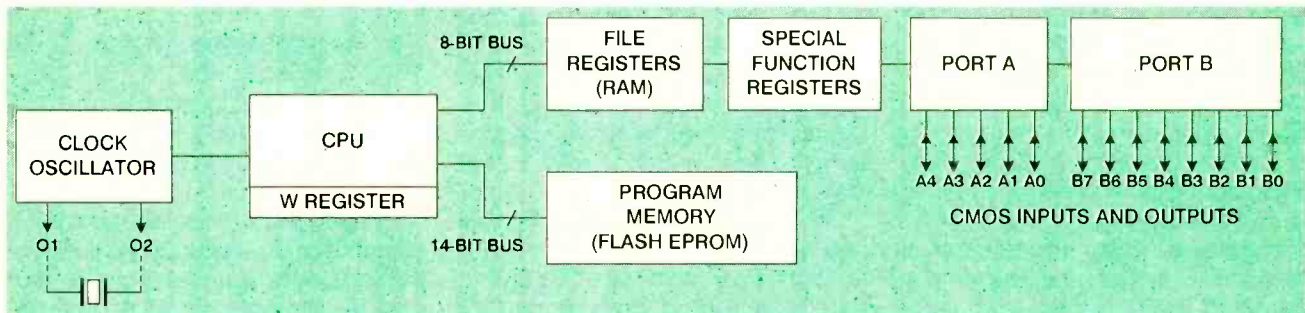 8-BIT BUS
FILE
REGISTERS
(RAM)
SPECIAL
FUNCTION
REGISTERS
PORT A
PORT B
CLOCK
OSCILLATOR
CPU
W REGISTER
A4 A3 A2 A1 A0
B7 B6 B5 B4 B3 B2 B1 B0
CMOS INPUTS AND OUTPUTS
PROGRAM
MEMORY
(FLASH EPROM)
14-BIT BUS
O1 O2